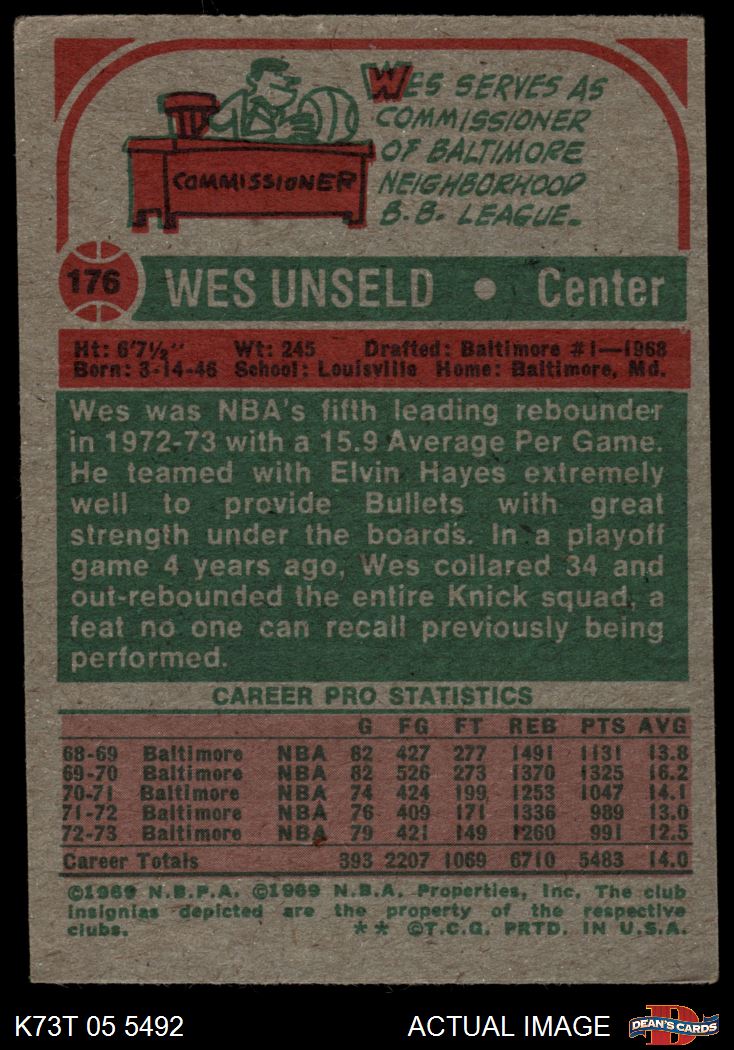 WES SERVES AS
COMMISSIONER
OF BALTIMORE
NEIGHBORHOOD
B.B. LEAGUE.
COMMISSIONER
176 WES UNSELD • Center
Ht: 6'7½" Wt: 245 Drafted: Baltimore #1—1968
Born: 3-14-46 School: Louisville Home: Baltimore, Md.
Wes was NBA's fifth leading rebounder
in 1972-73 with a 15.9 Average Per Game.
He teamed with Elvin Hayes extremely
well to provide Bullets with great
strength under the boards. In a playoff
game 4 years ago, Wes collared 34 and
out-rebounded the entire Knick squad, a
feat no one can recall previously being
performed.
CAREER PRO STATISTICS
G FG FT REB PTS AVG
68-69 Baltimore NBA 82 427 277 1491 1131 13.8
69-70 Baltimore NBA 82 526 273 1370 1325 16.2
70-71 Baltimore NBA 74 424 199 1253 1047 14.1
71-72 Baltimore NBA 76 409 171 1336 989 13.0
72-73 Baltimore NBA 79 421 149 1260 991 12.5
Career Totals 393 2207 1069 6710 5483 14.0
©1969 N.B.P.A. ©1969 N.B.A. Properties, Inc. The club
insignias depicted are the property of the respective
clubs. ** ©T.C.G. PRTD. IN U.S.A.
K73T 05 5492 ACTUAL IMAGE D DEAN'S CARDS